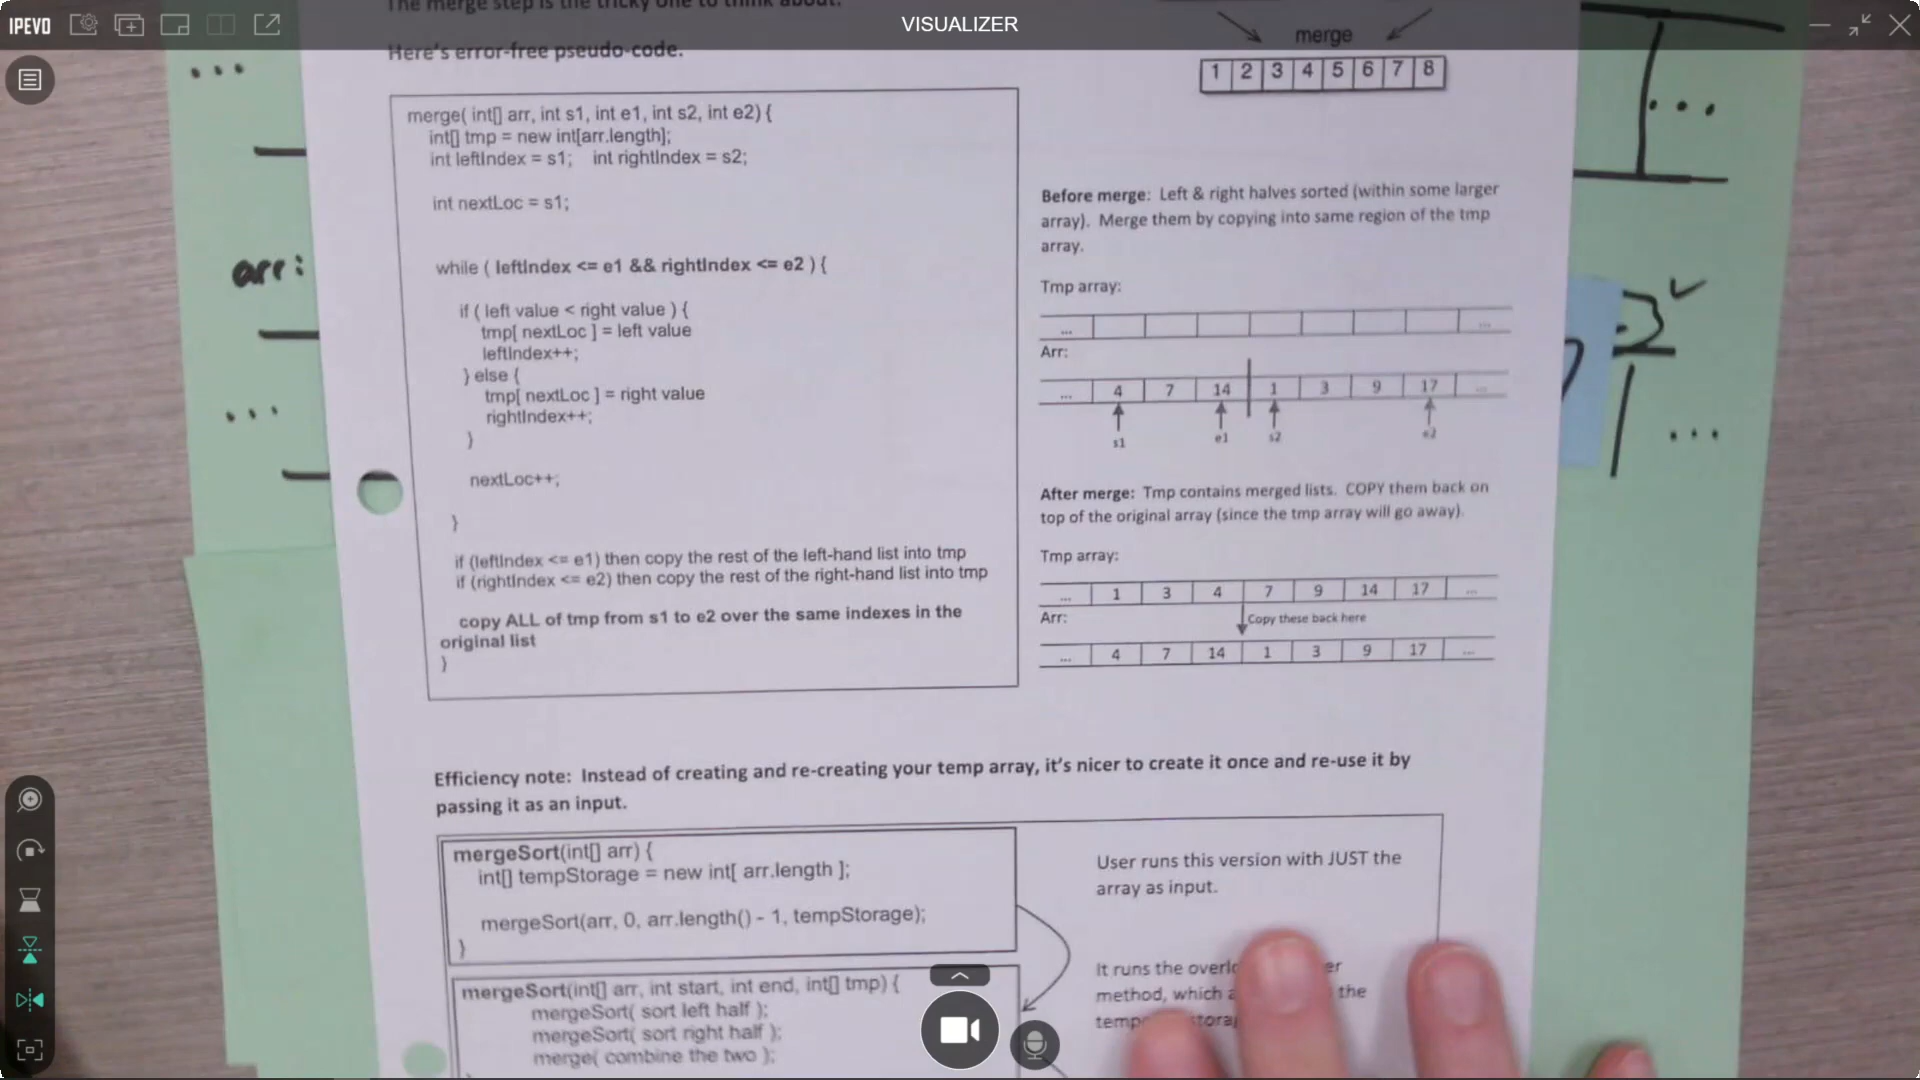 IPEVO
VISUALIZER
The merge step is the tricky one to think about.
Here's error-free pseudo-code.
merge( int[] arr, int s1, int e1, int s2, int e2) {
int[] tmp = new int[arr.length];
int leftIndex = s1; int rightIndex = s2;
int nextLoc = s1;
while ( leftIndex <= e1 && rightIndex <= e2 ) {
if ( left value < right value ) {
tmp[ nextLoc ] = left value
leftIndex++;
} else {
tmp[ nextLoc ] = right value
rightIndex++;
}
nextLoc++;
}
if (leftIndex <= e1) then copy the rest of the left-hand list into tmp
if (rightIndex <= e2) then copy the rest of the right-hand list into tmp
copy ALL of tmp from s1 to e2 over the same indexes in the
original list
}
merge
1 2 3 4 5 6 7 8
Before merge: Left & right halves sorted (within some larger
array). Merge them by copying into same region of the tmp
array.
Tmp array:
... ...
Arr:
... 4 7 14 1 3 9 17 ...
s1 e1 s2 e2
After merge: Tmp contains merged lists. COPY them back on
top of the original array (since the tmp array will go away).
Tmp array:
... 1 3 4 7 9 14 17 ...
Arr:
Copy these back here
... 4 7 14 1 3 9 17 ...
Efficiency note: Instead of creating and re-creating your temp array, it's nicer to create it once and re-use it by
passing it as an input.
mergeSort(int[] arr) {
int[] tempStorage = new int[ arr.length ];
mergeSort(arr, 0, arr.length() - 1, tempStorage);
}
mergeSort(int[] arr, int start, int end, int[] tmp) {
mergeSort( sort left half );
mergeSort( sort right half );
merge( combine the two );
User runs this version with JUST the
array as input.
It runs the
method, which the
arr:
...
...
...
...